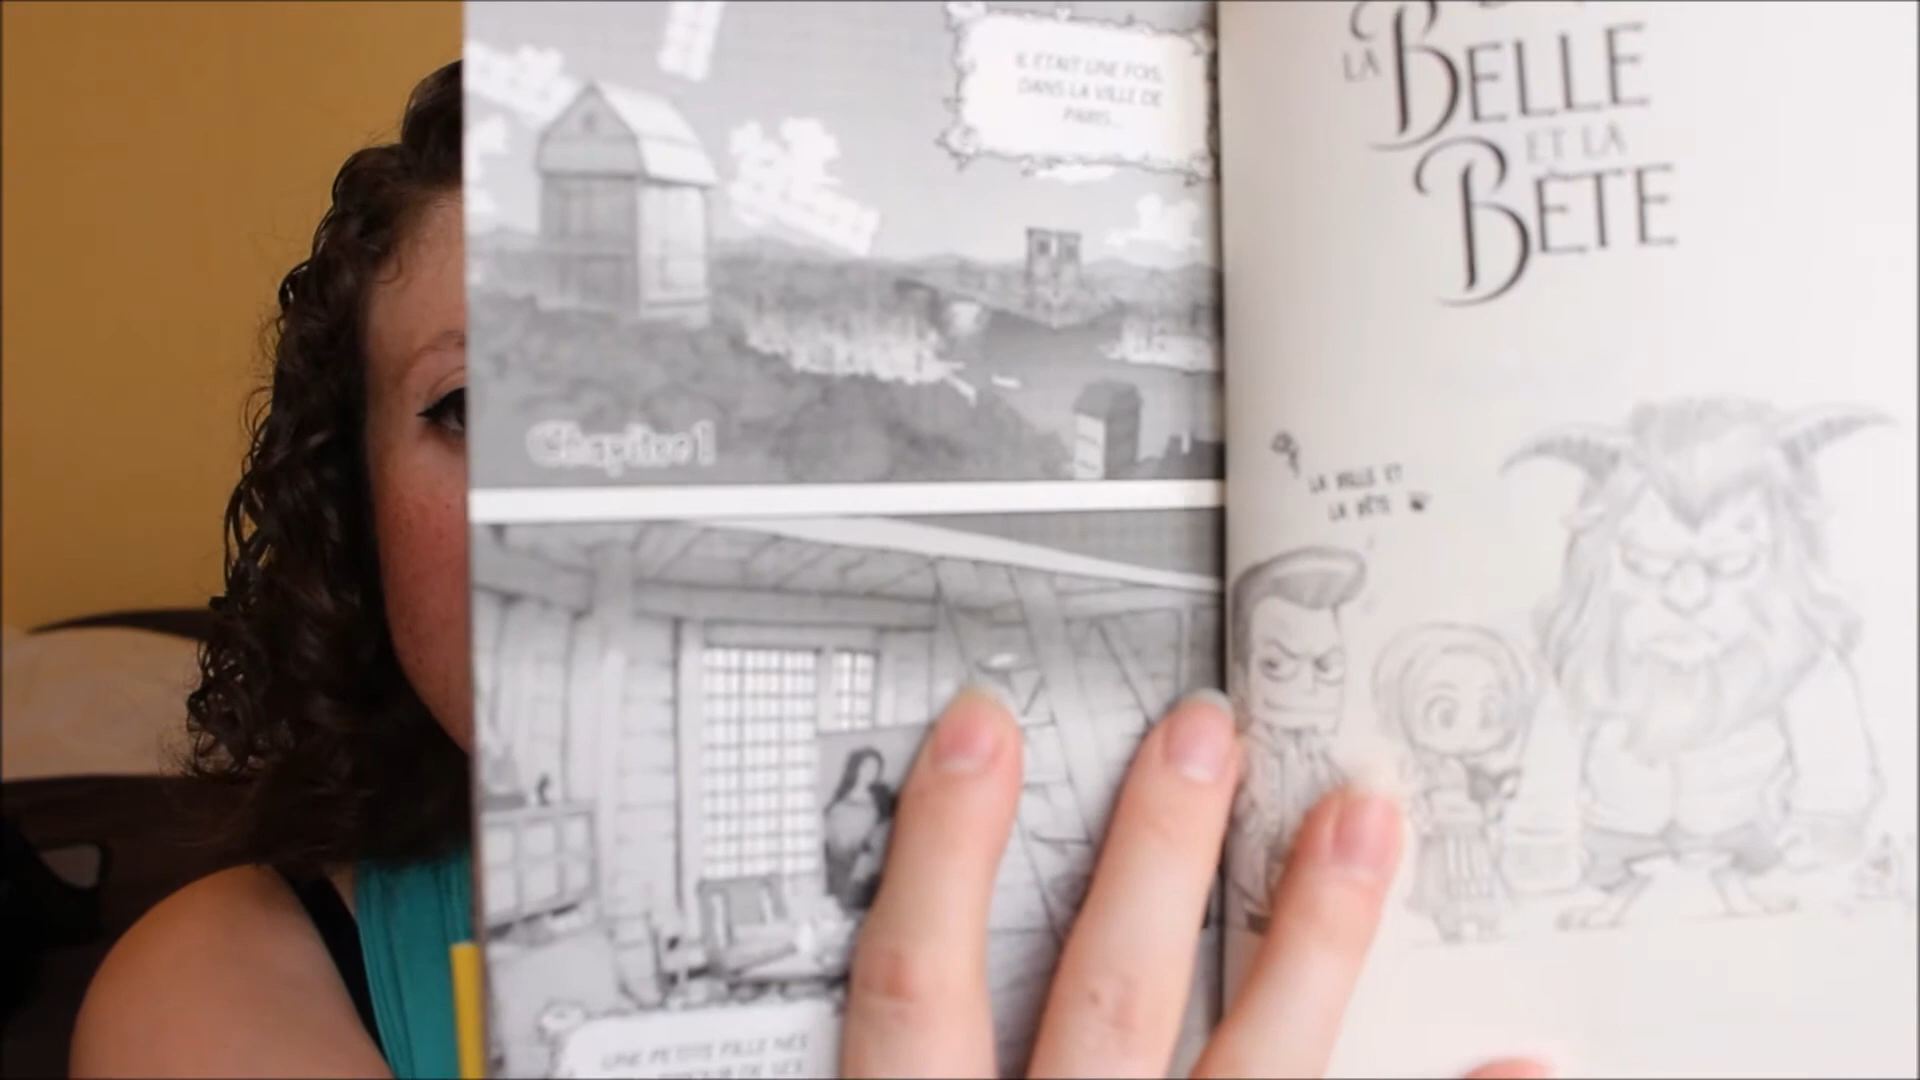 IL ÉTAIT UNE FOIS,
DANS LA VILLE DE
PARIS...
Chapitre 1
UNE PETITE FILLE NÉE
DE
LA
BELLE
ET LA
BÊTE
LA BELLE ET
LA BÊTE